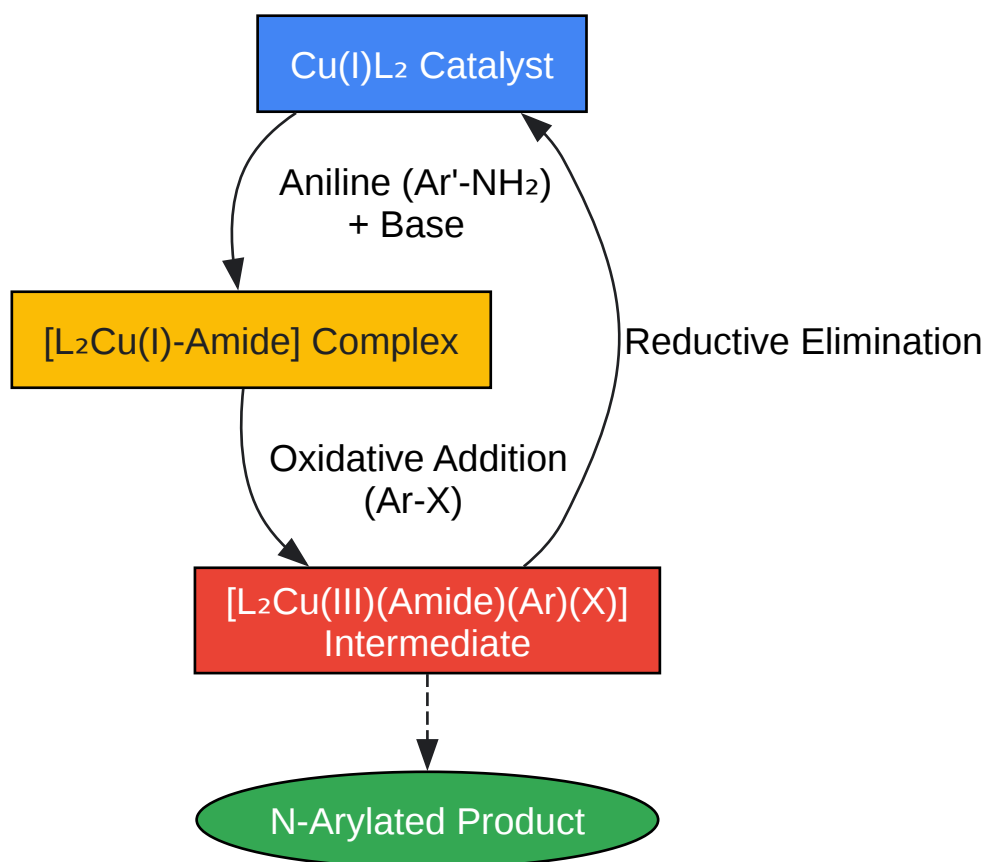 Cu(I)L₂ Catalyst
Aniline (Ar'-NH₂)
+ Base
[L₂Cu(I)-Amide] Complex
Reductive Elimination
Oxidative Addition
(Ar-X)
[L₂Cu(III)(Amide)(Ar)(X)]
Intermediate
N-Arylated Product